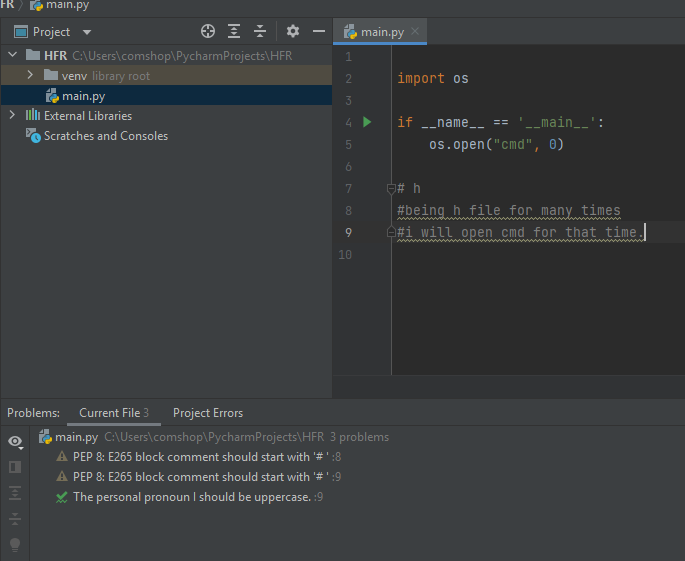 HFR main.py
Project
main.py
HFR C:\Users\comshop\PycharmProjects\HFR
venv library root
main.py
External Libraries
Scratches and Consoles
1
2 import os
3
4 if __name__ == '__main__':
5 os.open("cmd", 0)
6
7 # h
8 #being h file for many times
9 #i will open cmd for that time.
10
Problems: Current File 3 Project Errors
main.py C:\Users\comshop\PycharmProjects\HFR 3 problems
PEP 8: E265 block comment should start with '# ' :8
PEP 8: E265 block comment should start with '# ' :9
The personal pronoun I should be uppercase. :9